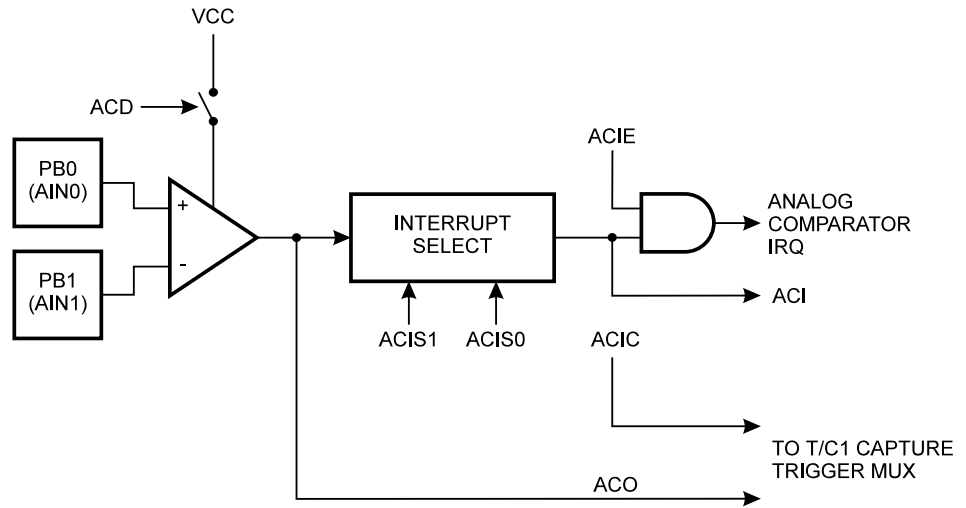 VCC
ACD
PB0
(AIN0)
+
PB1
(AIN1)
-
INTERRUPT
SELECT
ACIS1
ACIS0
ACIE
ANALOG
COMPARATOR
IRQ
ACI
ACIC
TO T/C1 CAPTURE
TRIGGER MUX
ACO